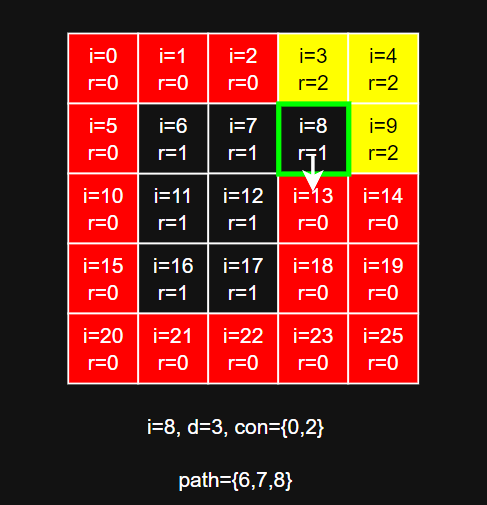 i=0 i=1 i=2 i=3 i=4
r=0 r=0 r=0 r=2 r=2
i=5 i=6 i=7 i=8 i=9
r=0 r=1 r=1 r=1 r=2
i=10 i=11 i=12 i=13 i=14
r=0 r=1 r=1 r=0 r=0
i=15 i=16 i=17 i=18 i=19
r=0 r=1 r=1 r=0 r=0
i=20 i=21 i=22 i=23 i=25
r=0 r=0 r=0 r=0 r=0
i=8, d=3, con={0,2}
path={6,7,8}